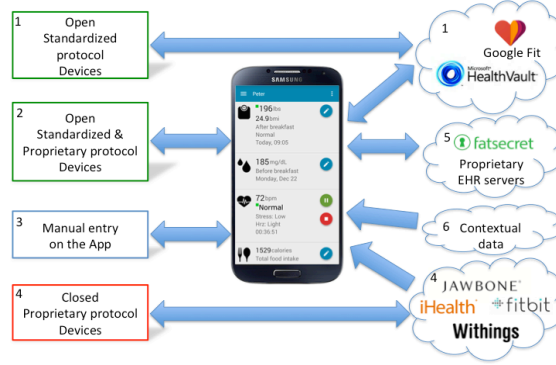 1
Open
Standardized
protocol
Devices
2
Open
Standardized &
Proprietary protocol
Devices
3
Manual entry
on the App
4
Closed
Proprietary protocol
Devices
SAMSUNG
Peter
196lbs
24.9bmi
After breakfast
Normal
Today, 09:05
185mg/dL
Before breakfast
Monday, Dec 22
72bpm
Normal
Stress: Low
Hrz: Light
00:36:51
1529calories
Total food intake
1
Google Fit
Microsoft
HealthVault
5
fatsecret
Proprietary
EHR servers
6
Contextual
data
4
JAWBONE
iHealth
fitbit
Withings